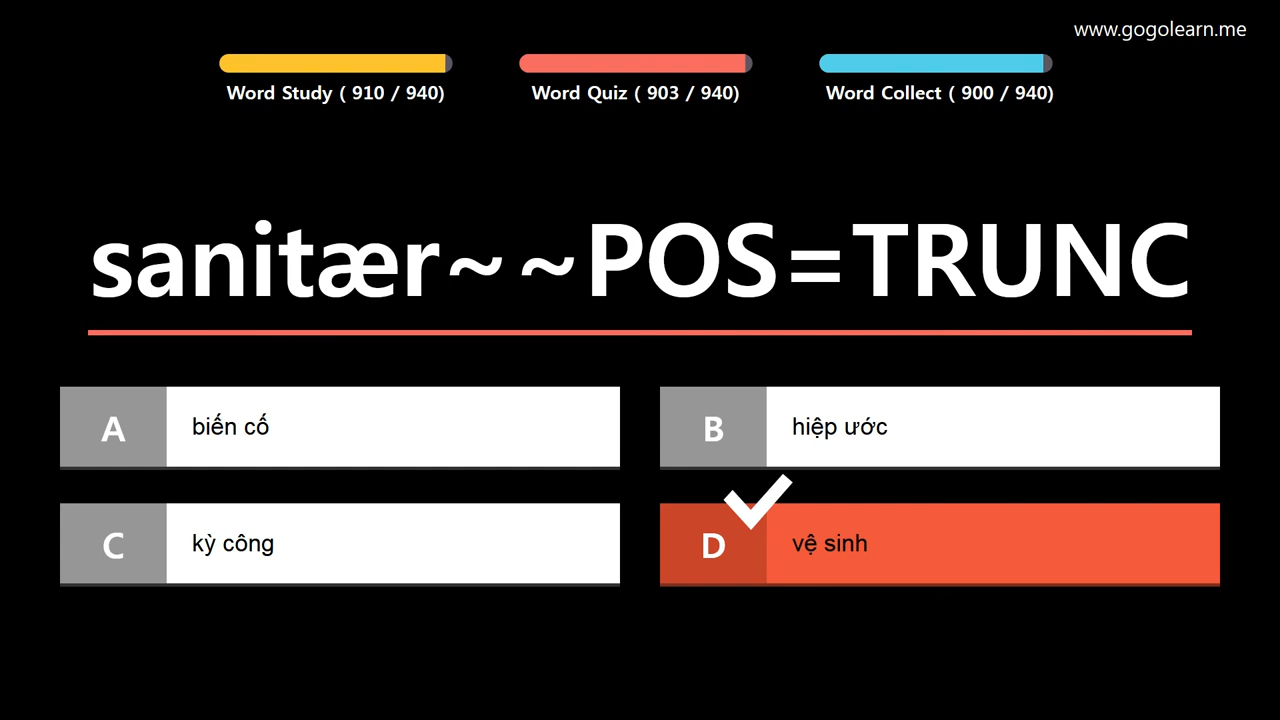 www.gogolearn.me
Word Study ( 910 / 940)
Word Quiz ( 903 / 940)
Word Collect ( 900 / 940)
sanitær~~POS=TRUNC
A
biến cố
B
hiệp ước
C
kỳ công
D
vệ sinh